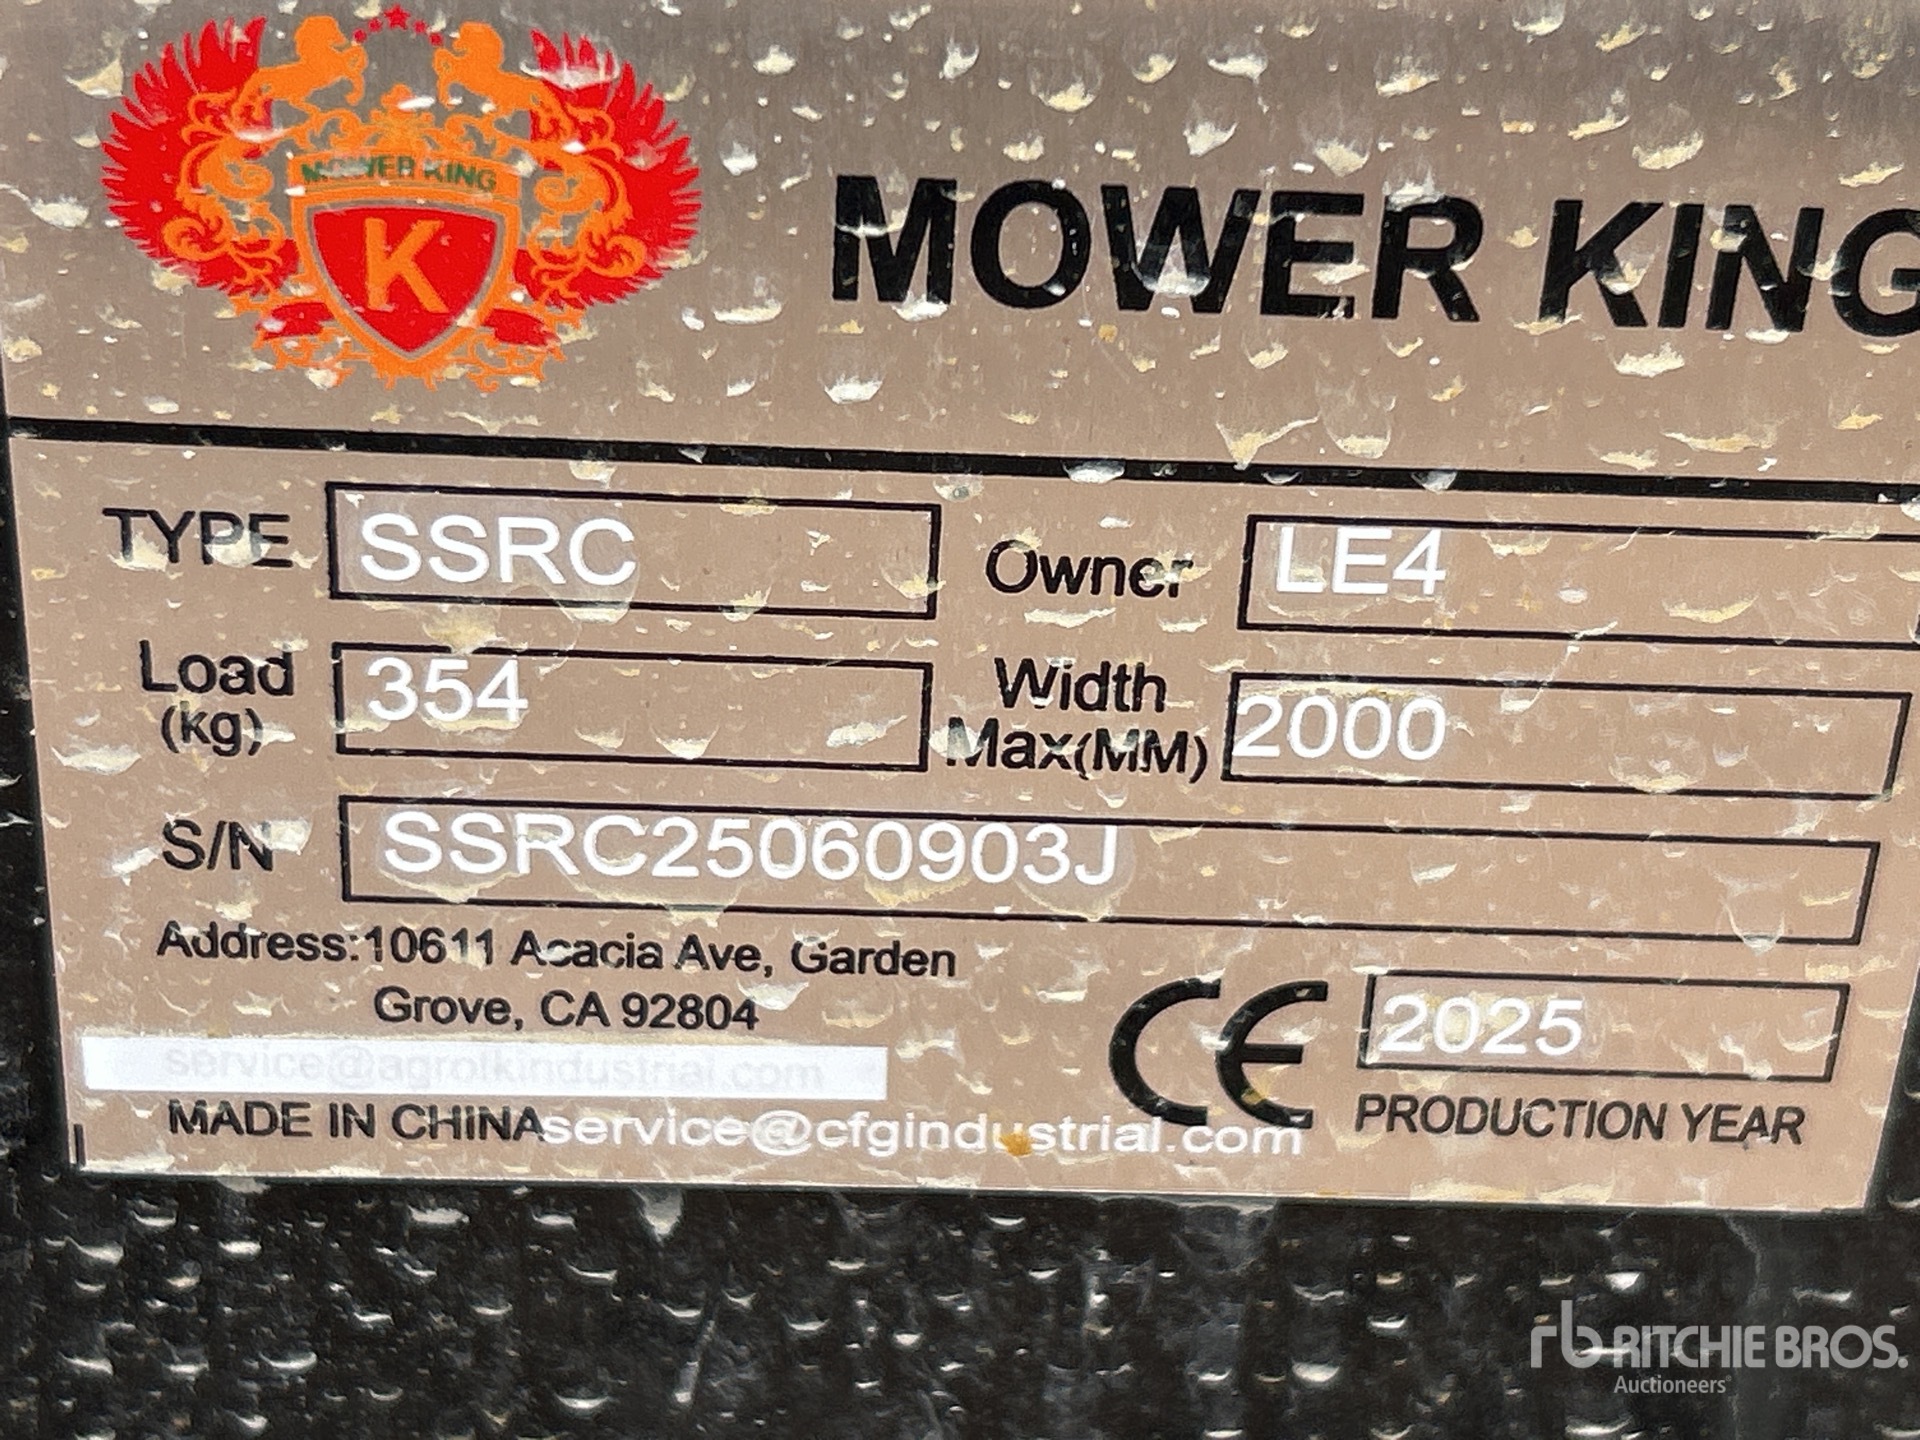 MOWER KING
K
MOWER KING
TYPE SSRC Owner LE4
Load (kg) 354 Width Max(MM) 2000
S/N SSRC25060903J
Address:10611 Acacia Ave, Garden
Grove, CA 92804
CE 2025
service@agrotkindustrial.com
MADE IN CHINA service@cfgindustrial.com PRODUCTION YEAR
rb RITCHIE BROS.
Auctioneers